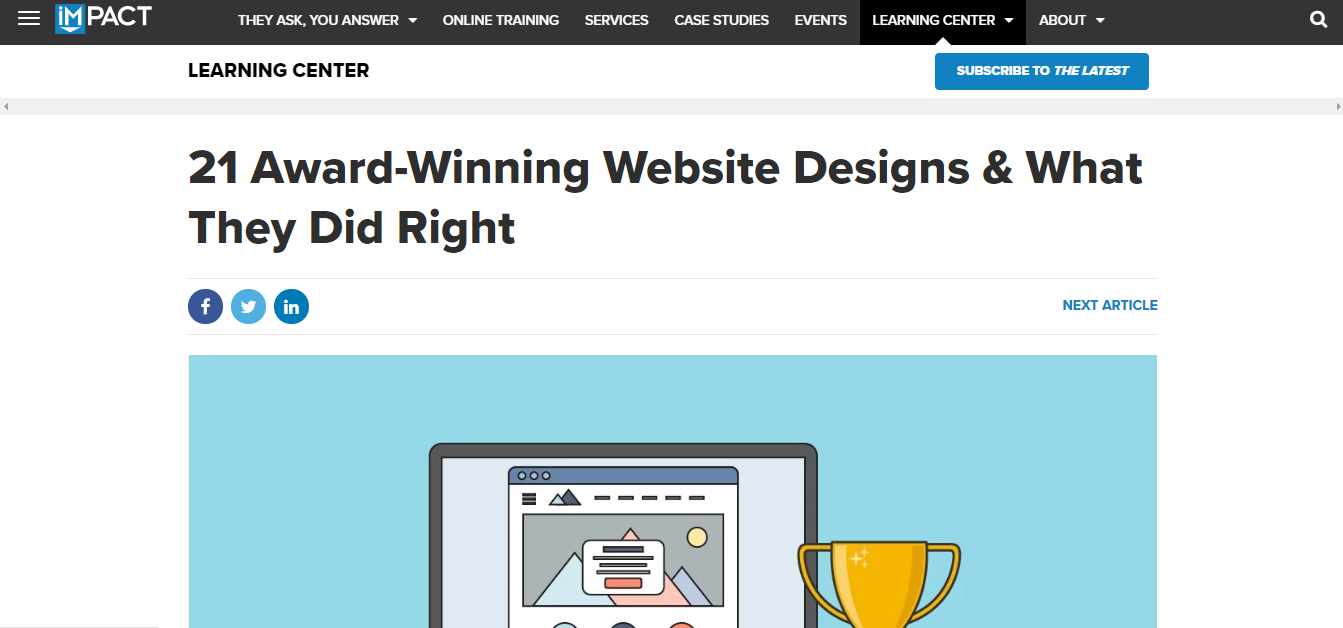 iMPACT
THEY ASK, YOU ANSWER
ONLINE TRAINING
SERVICES
CASE STUDIES
EVENTS
LEARNING CENTER
ABOUT
LEARNING CENTER
SUBSCRIBE TO THE LATEST
21 Award-Winning Website Designs & What
They Did Right
f
in
NEXT ARTICLE